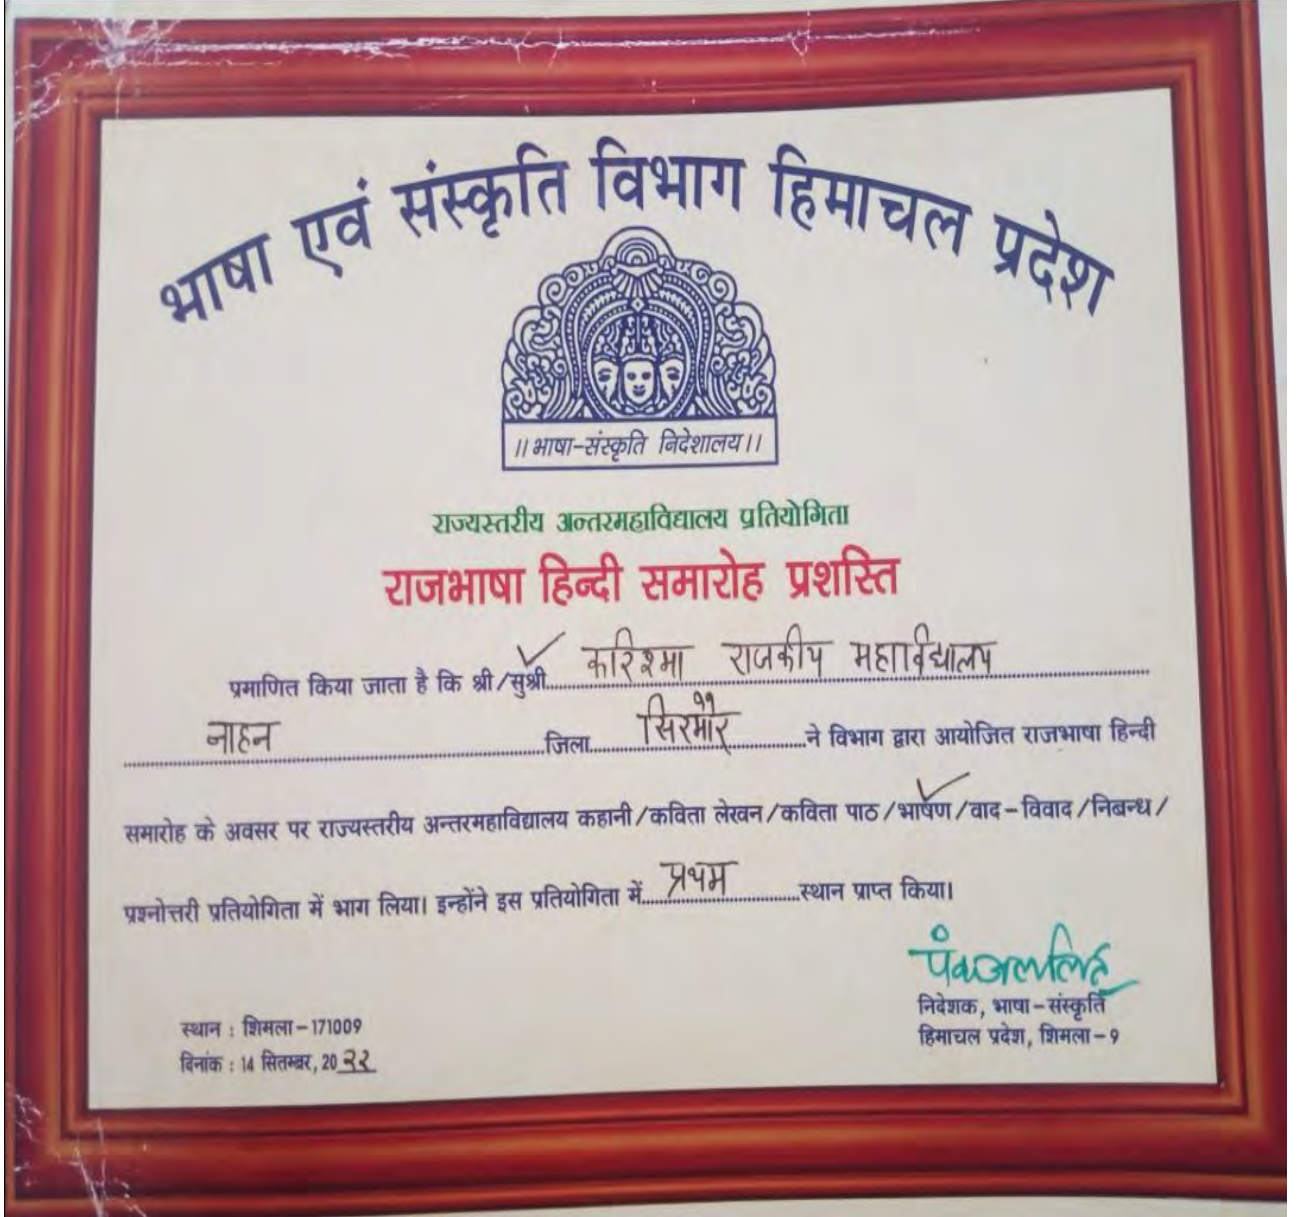 भाषा एवं संस्कृति विभाग हिमाचल प्रदेश
।।भाषा-संस्कृति निदेशालय।।
राज्यस्तरीय अन्तरमहाविद्यालय प्रतियोगिता
राजभाषा हिन्दी समारोह प्रशस्ति
प्रमाणित किया जाता है कि श्री/सुश्री करिश्मा राजकीय महाविद्यालय
नाहन जिला सिरमौर ने विभाग द्वारा आयोजित राजभाषा हिन्दी
समारोह के अवसर पर राज्यस्तरीय अन्तरमहाविद्यालय कहानी/कविता लेखन/कविता पाठ/भाषण/वाद-विवाद/निबन्ध/
प्रश्नोत्तरी प्रतियोगिता में भाग लिया। इन्होंने इस प्रतियोगिता में प्रथम स्थान प्राप्त किया।
निदेशक, भाषा-संस्कृति
हिमाचल प्रदेश, शिमला-९
स्थान : शिमला-171009
दिनांक : 14 सितम्बर, 20२२